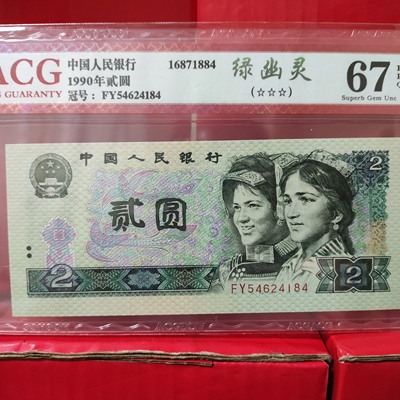 ACG
GUARANTY
中国人民银行
1990年贰圆
冠号：FY54624184
16871884
绿幽灵
(☆☆☆)
67
Superb Gem Unc
中国人民银行
2
贰圆
2
FY54624184
2